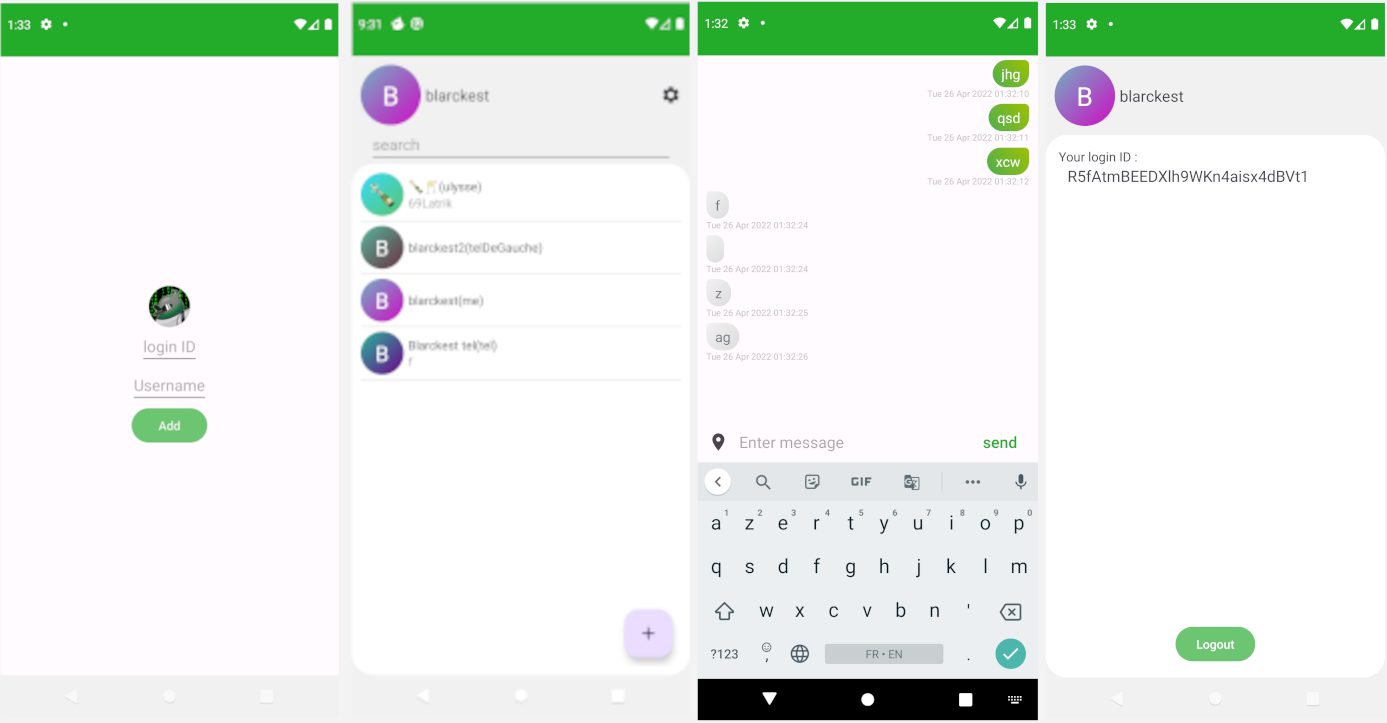 1:33
login ID
Username
Add
9:31
B
blarckest
search
(ulysse)
69Latrik
B
blarckest2(telDeGauche)
B
blarckest(me)
B
Blarckest tel(tel)
f
+
1:32
jhg
Tue 26 Apr 2022 01:32:10
qsd
Tue 26 Apr 2022 01:32:11
xcw
Tue 26 Apr 2022 01:32:12
f
Tue 26 Apr 2022 01:32:24
Tue 26 Apr 2022 01:32:24
z
Tue 26 Apr 2022 01:32:25
ag
Tue 26 Apr 2022 01:32:26
Enter message send
GIF
a 1 z 2 e 3 r 4 t 5 y 6 u 7 i 8 o 9 p 0
q s d f g h j k l m
w x c v b n '
?123 , FR • EN .
1:33
B
blarckest
Your login ID :
R5fAtmBEEDXlh9WKn4aisx4dBVt1
Logout